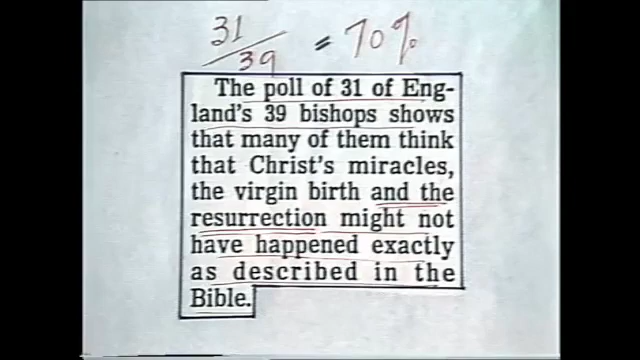 31
39 = 70%
The poll of 31 of Eng-
land's 39 bishops shows
that many of them think
that Christ's miracles,
the virgin birth and the
resurrection might not
have happened exactly
as described in the
Bible.